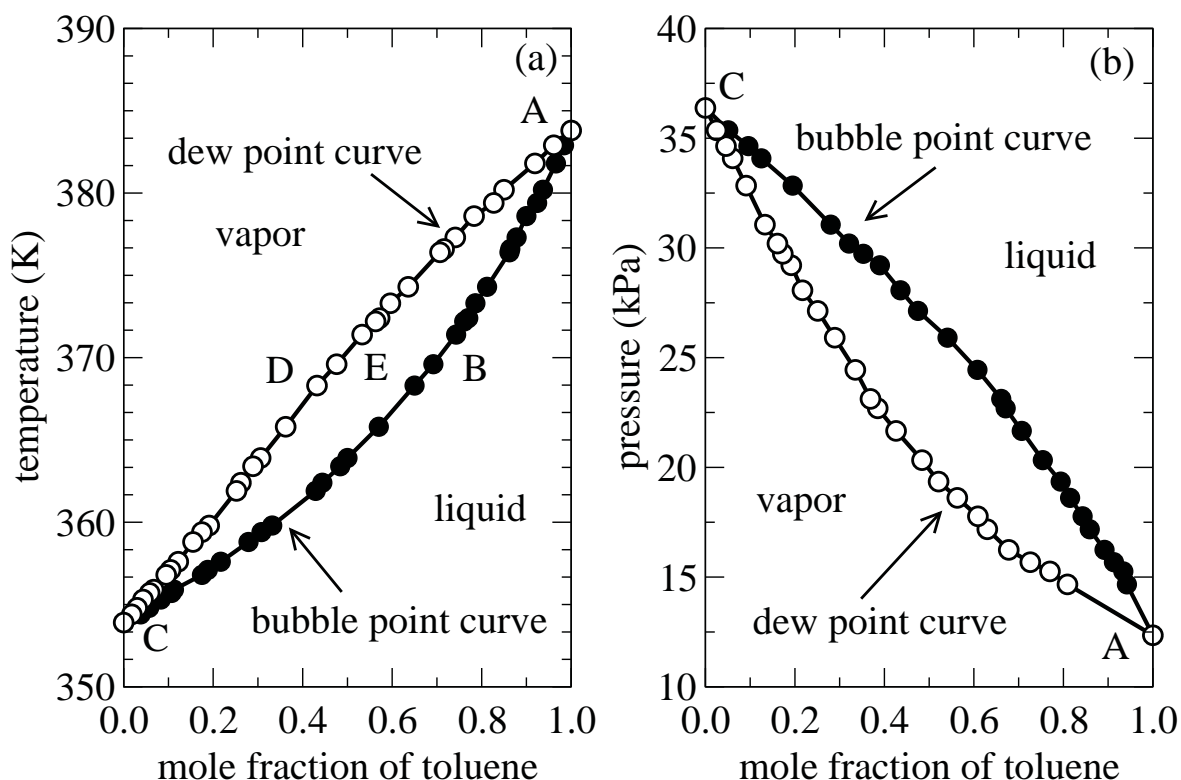 (a)
390
380
370
360
350
temperature (K)
A
dew point curve
vapor
D
E
B
liquid
bubble point curve
C
0.0 0.2 0.4 0.6 0.8 1.0
mole fraction of toluene
(b)
40
35
30
25
20
15
10
pressure (kPa)
C
bubble point curve
liquid
vapor
dew point curve
A
0.0 0.2 0.4 0.6 0.8 1.0
mole fraction of toluene